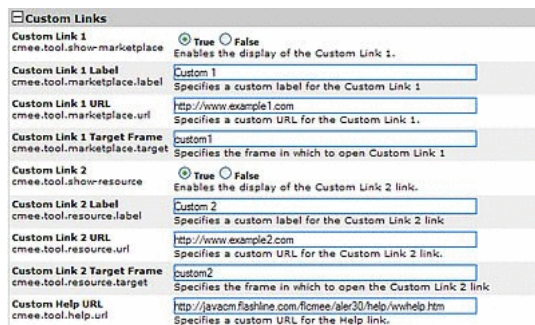 Custom Links
Custom Link 1
cmee.tool.show-marketplace
True False
Enables the display of the Custom Link 1.
Custom Link 1 Label
cmee.tool.marketplace.label
Custom 1
Specifies a custom label for the Custom Link 1
Custom Link 1 URL
cmee.tool.marketplace.url
http://www.example1.com
Specifies a custom URL for the Custom Link 1.
Custom Link 1 Target Frame
cmee.tool.marketplace.target
custom1
Specifies the frame in which to open Custom Link 1
Custom Link 2
cmee.tool.show-resource
True False
Enables the display of the Custom Link 2 link.
Custom Link 2 Label
cmee.tool.resource.label
Custom 2
Specifies a custom label for the Custom Link 2 link
Custom Link 2 URL
cmee.tool.resource.url
http://www.example2.com
Specifies a custom URL for the Custom Link 2 link.
Custom Link 2 Target Frame
cmee.tool.resource.target
custom2
Specifies the frame in which to open the Custom Link 2 link
Custom Help URL
cmee.tool.help.url
http://javacm.flashline.com/flcmee/aler30/help/wwhelp.htm
Specifies a custom URL for the Help link.